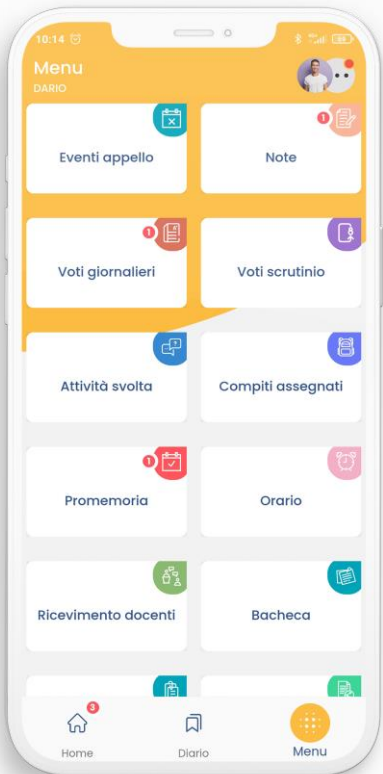 10:14
Menu
DARIO
Eventi appello
1
Note
1
Voti giornalieri
Voti scrutinio
Attività svolta
Compiti assegnati
1
Promemoria
Orario
Ricevimento docenti
Bacheca
3
Home
Diario
Menu